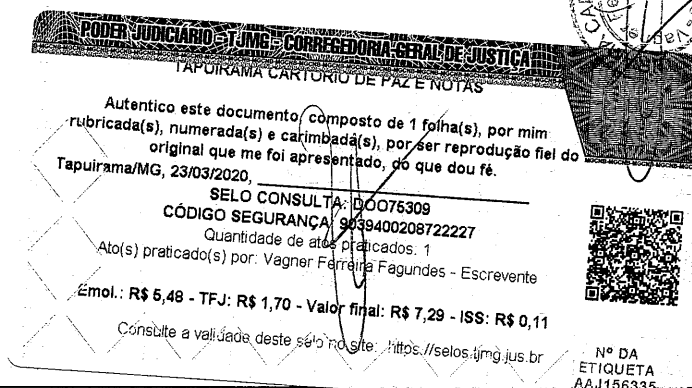 PODER JUDICIÁRIO - TJMG - CORREGEDORIA-GERAL DE JUSTIÇA
TAPUIRAMA CARTORIO DE PAZ E NOTAS
Autentico este documento, composto de 1 folha(s), por mim
rubricada(s), numerada(s) e carimbada(s), por ser reprodução fiel do
original que me foi apresentado, do que dou fé.
Tapuirama/MG, 23/03/2020,
SELO CONSULTA: DOO75309
CÓDIGO SEGURANÇA: 9039400208722227
Quantidade de atos praticados: 1
Ato(s) praticado(s) por: Vagner Ferreira Fagundes - Escrevente
Emol.: R$ 5,48 - TFJ: R$ 1,70 - Valor final: R$ 7,29 - ISS: R$ 0,11
Consulte a validade deste selo no site: https://selos.tjmg.jus.br
Nº DA
ETIQUETA
AAJ156335